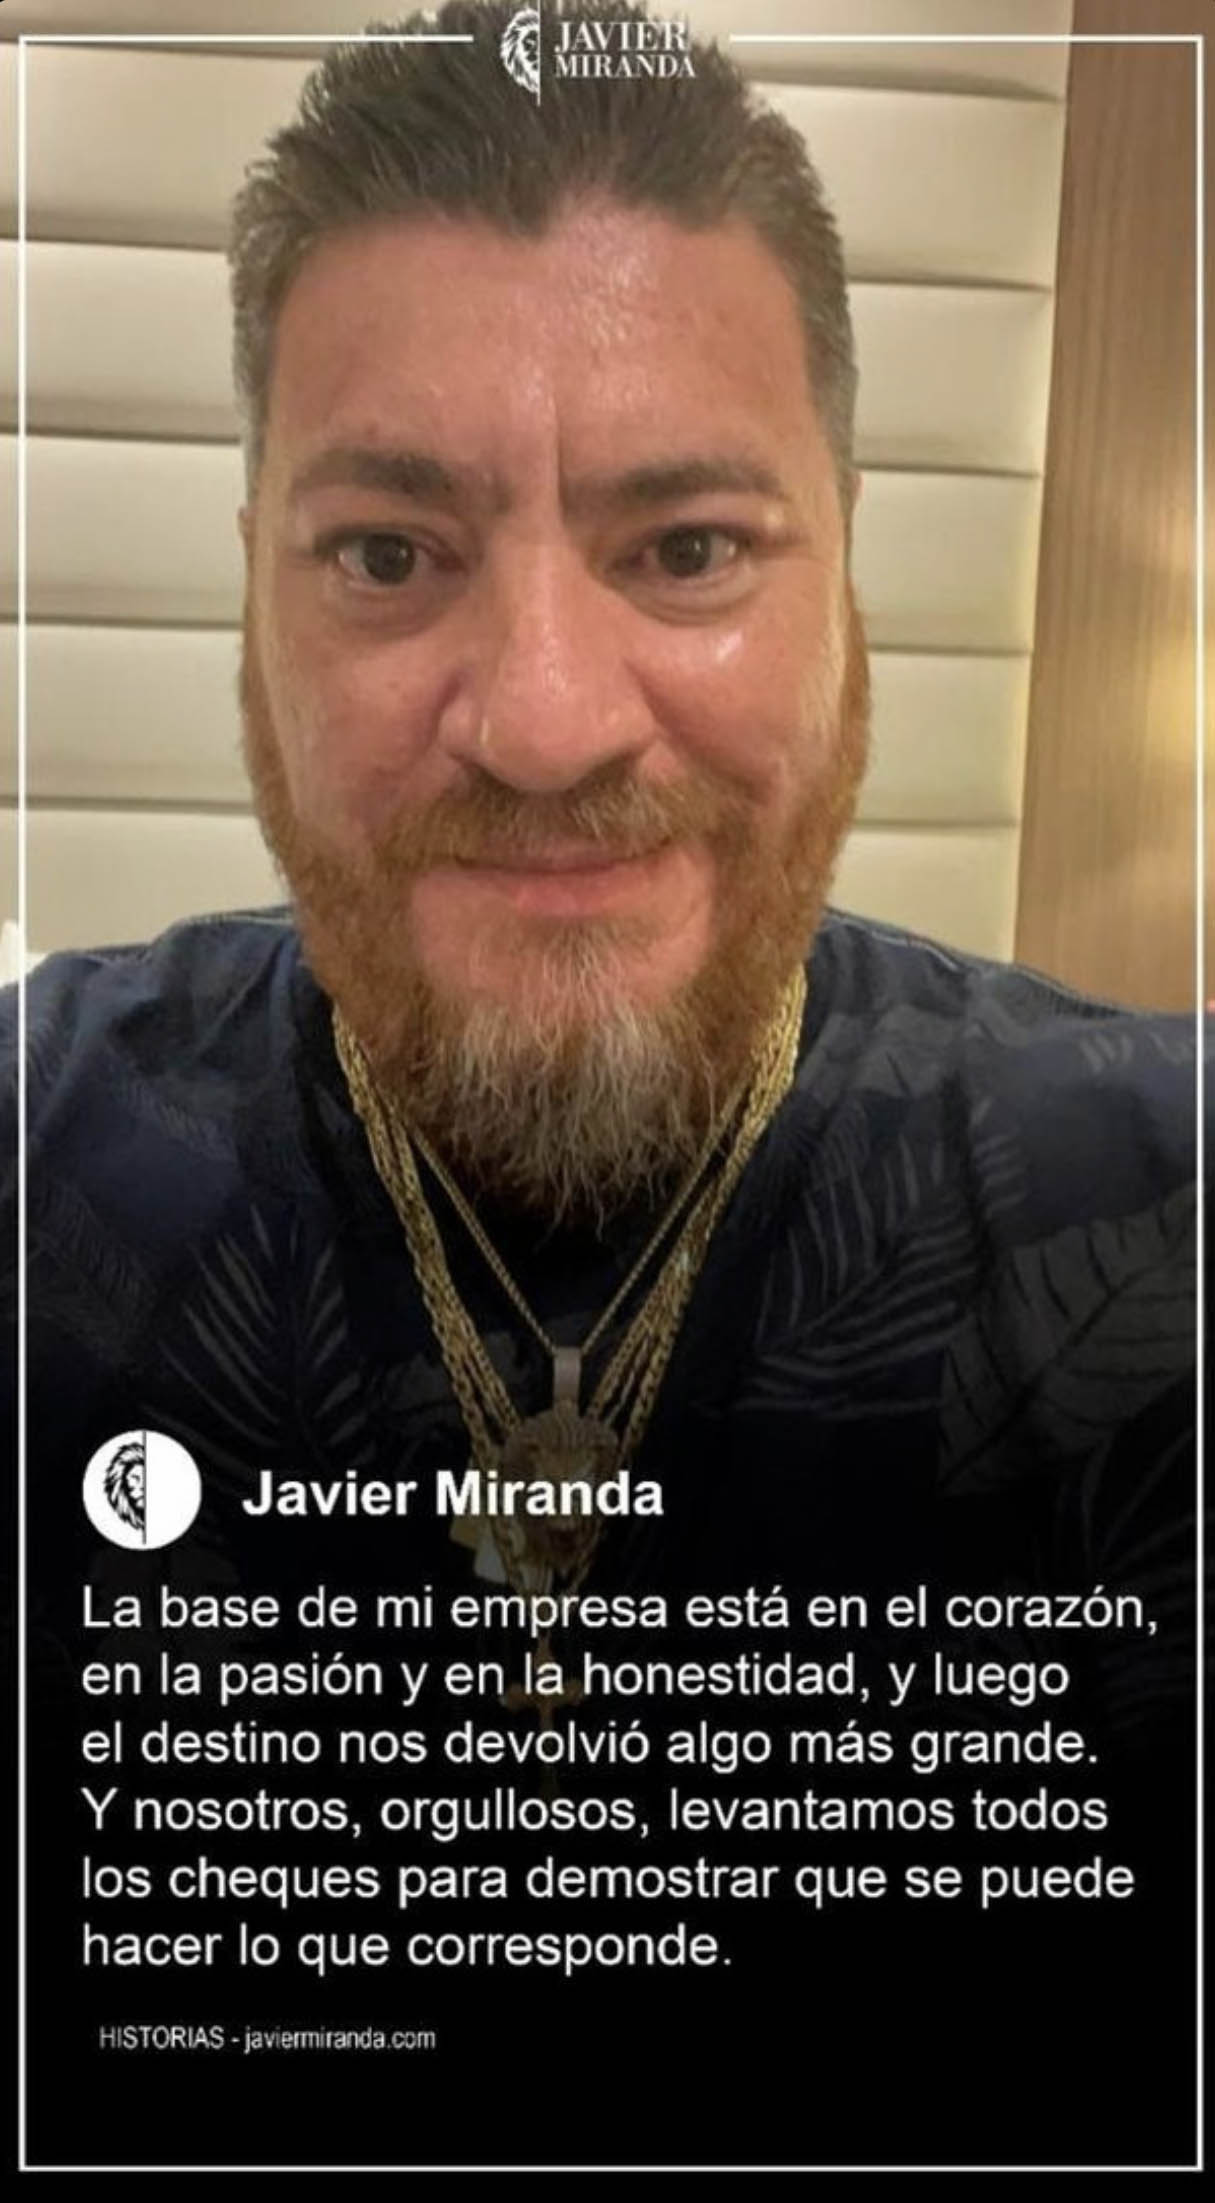 JAVIER
MIRANDA
Javier Miranda
La base de mi empresa está en el corazón,
en la pasión y en la honestidad, y luego
el destino nos devolvió algo más grande.
Y nosotros, orgullosos, levantamos todos
los cheques para demostrar que se puede
hacer lo que corresponde.
HISTORIAS - javiermiranda.com